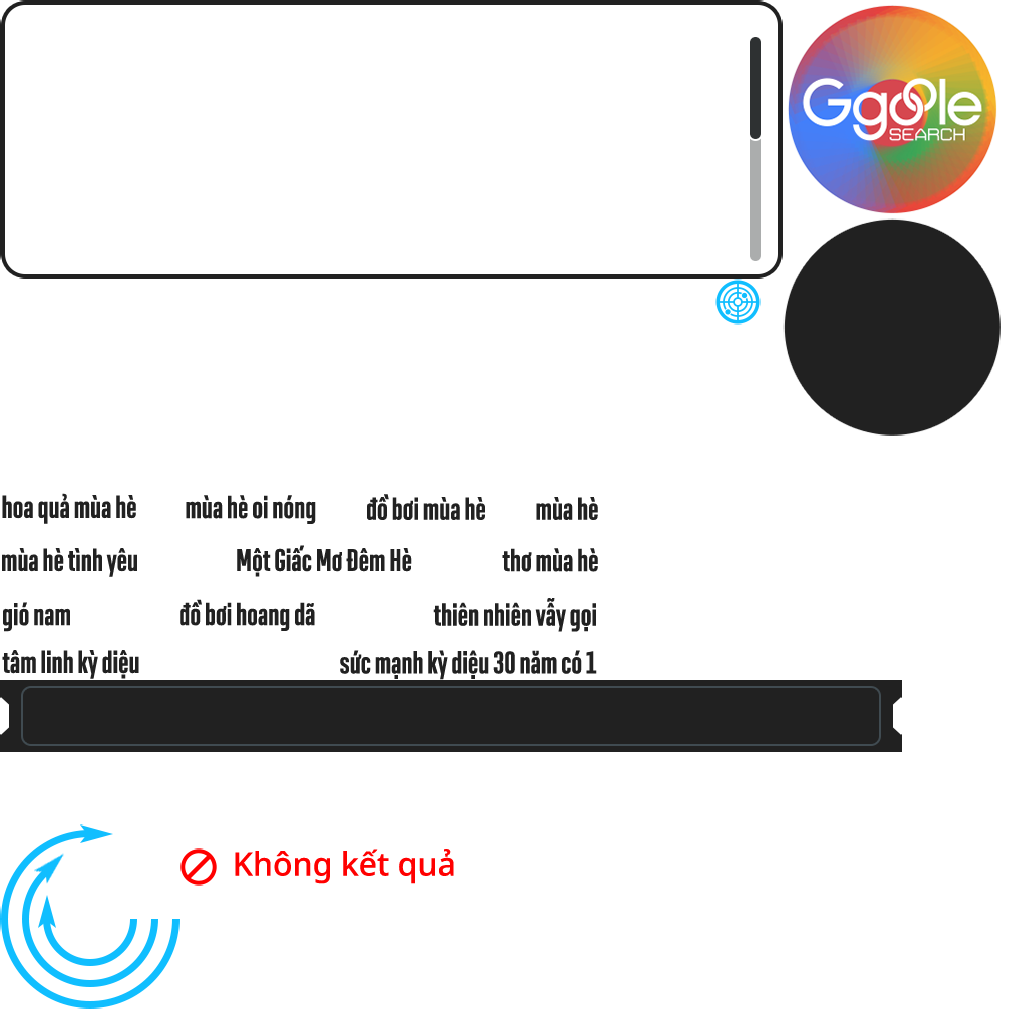 Ggoole
SEARCH
hoa quả mùa hè mùa hè oi nóng đồ bơi mùa hè mùa hè
mùa hè tình yêu Một Giấc Mơ Đêm Hè thơ mùa hè
gió nam đồ bơi hoang dã thiên nhiên vẫy gọi
tâm linh kỳ diệu sức mạnh kỳ diệu 30 năm có 1
Không kết quả